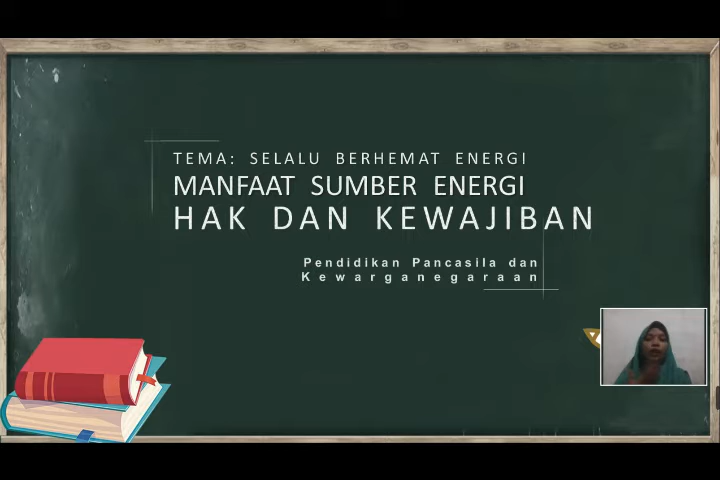 TEMA: SELALU BERHEMAT ENERGI
MANFAAT SUMBER ENERGI
HAK DAN KEWAJIBAN
Pendidikan Pancasila dan
Kewarganegaraan